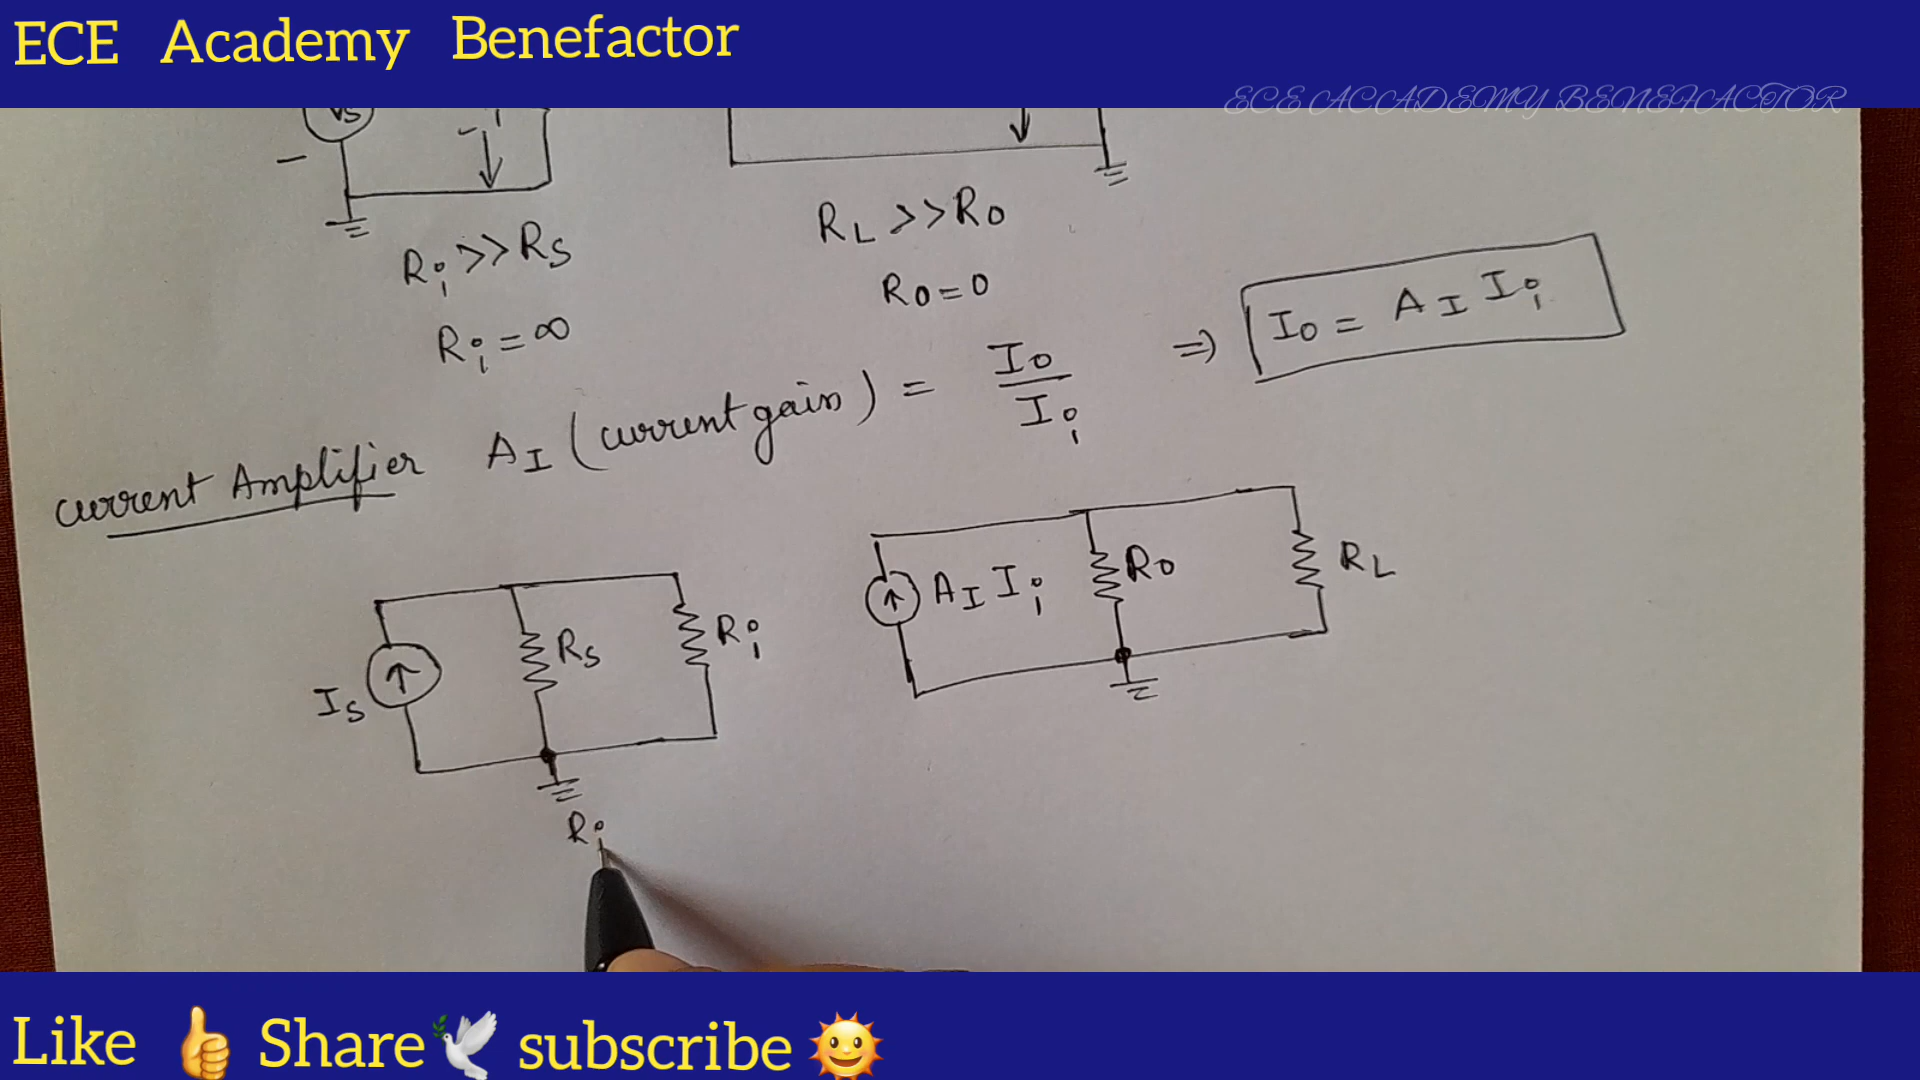 ECE Academy Benefactor
ECE ACCADEMY BENEFACTOR
Vs
-
-
Ri >> Rs
Ri = ∞
RL >> Ro
Ro = 0
Current Amplifier AI (current gain) = Io / Ii ⇒ Io = AI Ii
Is
Rs
Ri
AI Ii
Ro
RL
Ri
Like 👍 Share 🕊 subscribe 🌞